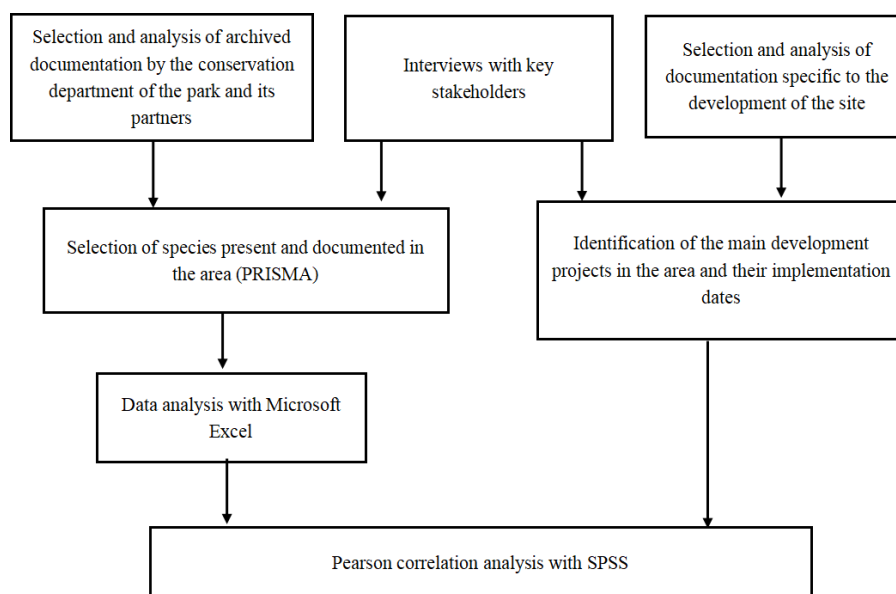 Selection and analysis of archived
documentation by the conservation
department of the park and its
partners
Interviews with key
stakeholders
Selection and analysis of
documentation specific to the
development of the site
Selection of species present and documented in
the area (PRISMA)
Identification of the main development
projects in the area and their implementation
dates
Data analysis with Microsoft
Excel
Pearson correlation analysis with SPSS